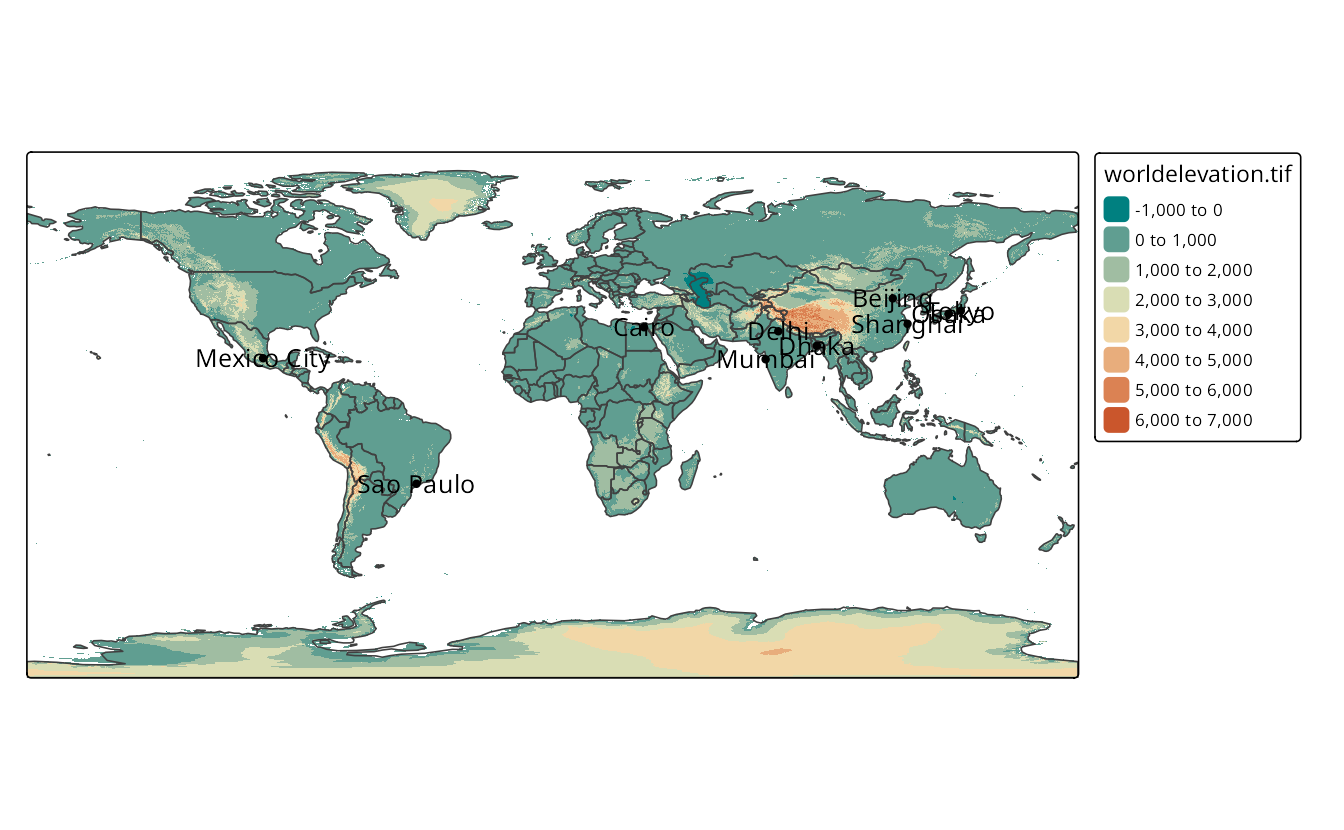 worldelevation.tif
-1,000 to 0
0 to 1,000
1,000 to 2,000
2,000 to 3,000
3,000 to 4,000
4,000 to 5,000
5,000 to 6,000
6,000 to 7,000
Beijing
Tokyo
Osaka
Shanghai
Cairo
Delhi
Dhaka
Mumbai
Mexico City
Sao Paulo